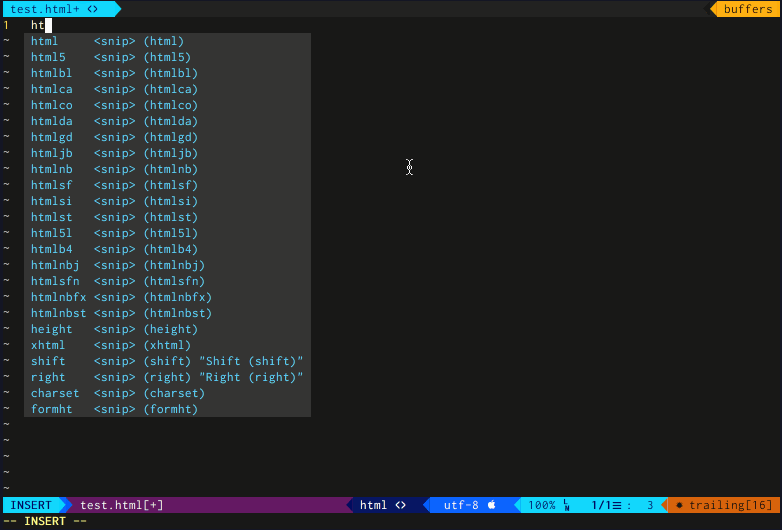 test.html+ <> buffers
1 ht
~ html <snip> (html)
~ html5 <snip> (html5)
~ htmlbl <snip> (htmlbl)
~ htmlca <snip> (htmlca)
~ htmlco <snip> (htmlco)
~ htmlda <snip> (htmlda)
~ htmlgd <snip> (htmlgd)
~ htmljb <snip> (htmljb)
~ htmlnb <snip> (htmlnb)
~ htmlsf <snip> (htmlsf)
~ htmlsi <snip> (htmlsi)
~ htmlst <snip> (htmlst)
~ html5l <snip> (html5l)
~ htmlb4 <snip> (htmlb4)
~ htmlnbj <snip> (htmlnbj)
~ htmlsfn <snip> (htmlsfn)
~ htmlnbfx <snip> (htmlnbfx)
~ htmlnbst <snip> (htmlnbst)
~ height <snip> (height)
~ xhtml <snip> (xhtml)
~ shift <snip> (shift) "Shift (shift)"
~ right <snip> (right) "Right (right)"
~ charset <snip> (charset)
~ formht <snip> (formht)
~
~
~
~
~
INSERT test.html[+] html <> utf-8 100% LN 1/1☰ : 3 ✹ trailing[16]
-- INSERT --